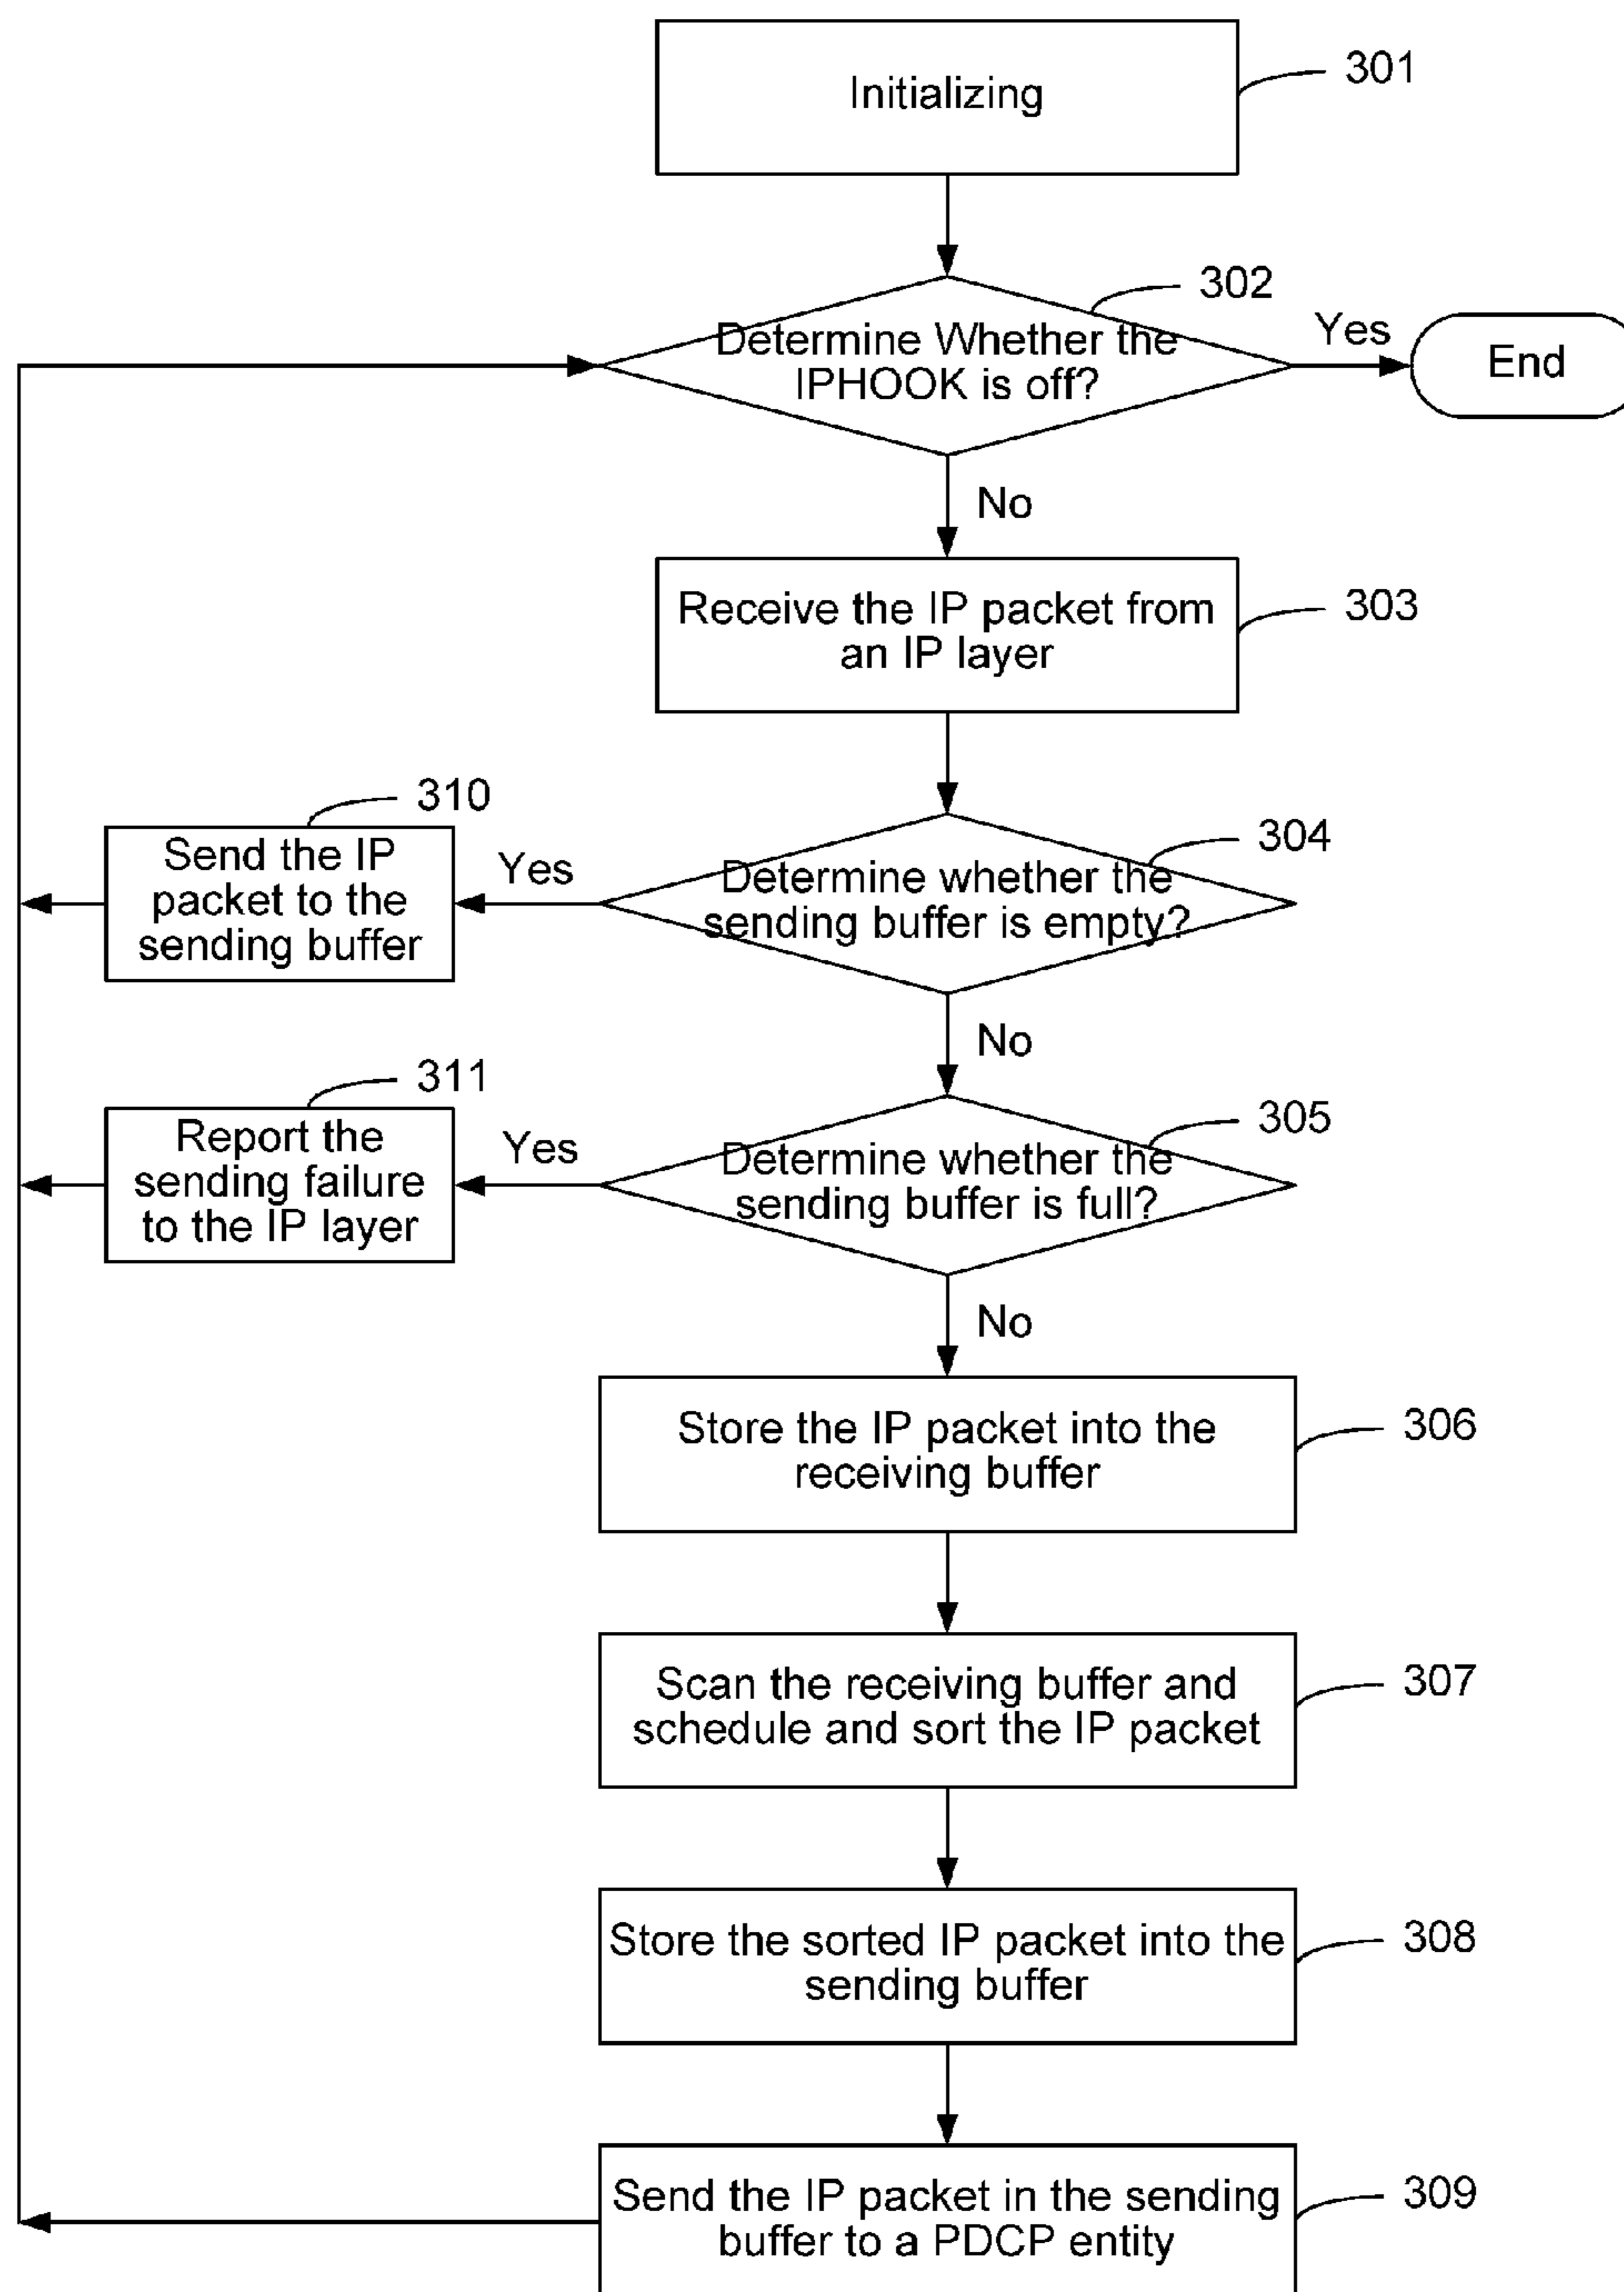 Initializing
301
302
Determine Whether the
IPHOOK is off?
Yes
End
No
Receive the IP packet from
an IP layer
303
310
Send the IP
packet to the
sending buffer
Yes
304
Determine whether the
sending buffer is empty?
No
311
Report the
sending failure
to the IP layer
Yes
305
Determine whether the
sending buffer is full?
No
Store the IP packet into the
receiving buffer
306
Scan the receiving buffer and
schedule and sort the IP packet
307
Store the sorted IP packet into the
sending buffer
308
Send the IP packet in the sending
buffer to a PDCP entity
309